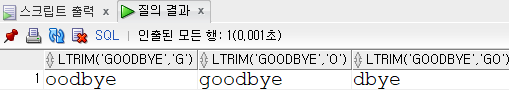 스크립트 출력 x 질의 결과 x
SQL | 인출된 모든 행: 1(0,001초)
LTRIM('GOODBYE','G') LTRIM('GOODBYE','O') LTRIM('GOODBYE','GO')
1 oodbye goodbye dbye